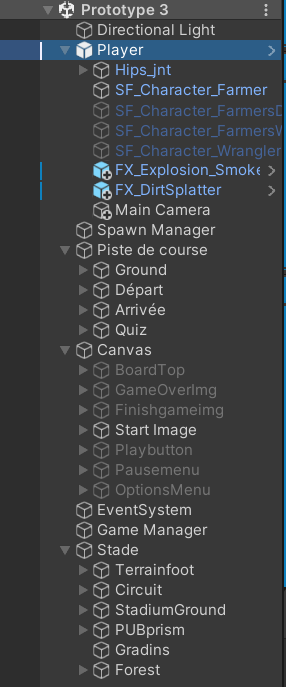 Prototype 3
Directional Light
Player
Hips_jnt
SF_Character_Farmer
SF_Character_FarmersD
SF_Character_FarmersW
SF_Character_Wrangler
FX_Explosion_Smoke
FX_DirtSplatter
Main Camera
Spawn Manager
Piste de course
Ground
Départ
Arrivée
Quiz
Canvas
BoardTop
GameOverImg
Finishgameimg
Start Image
Playbutton
Pausemenu
OptionsMenu
EventSystem
Game Manager
Stade
Terrainfoot
Circuit
StadiumGround
PUBprism
Gradins
Forest